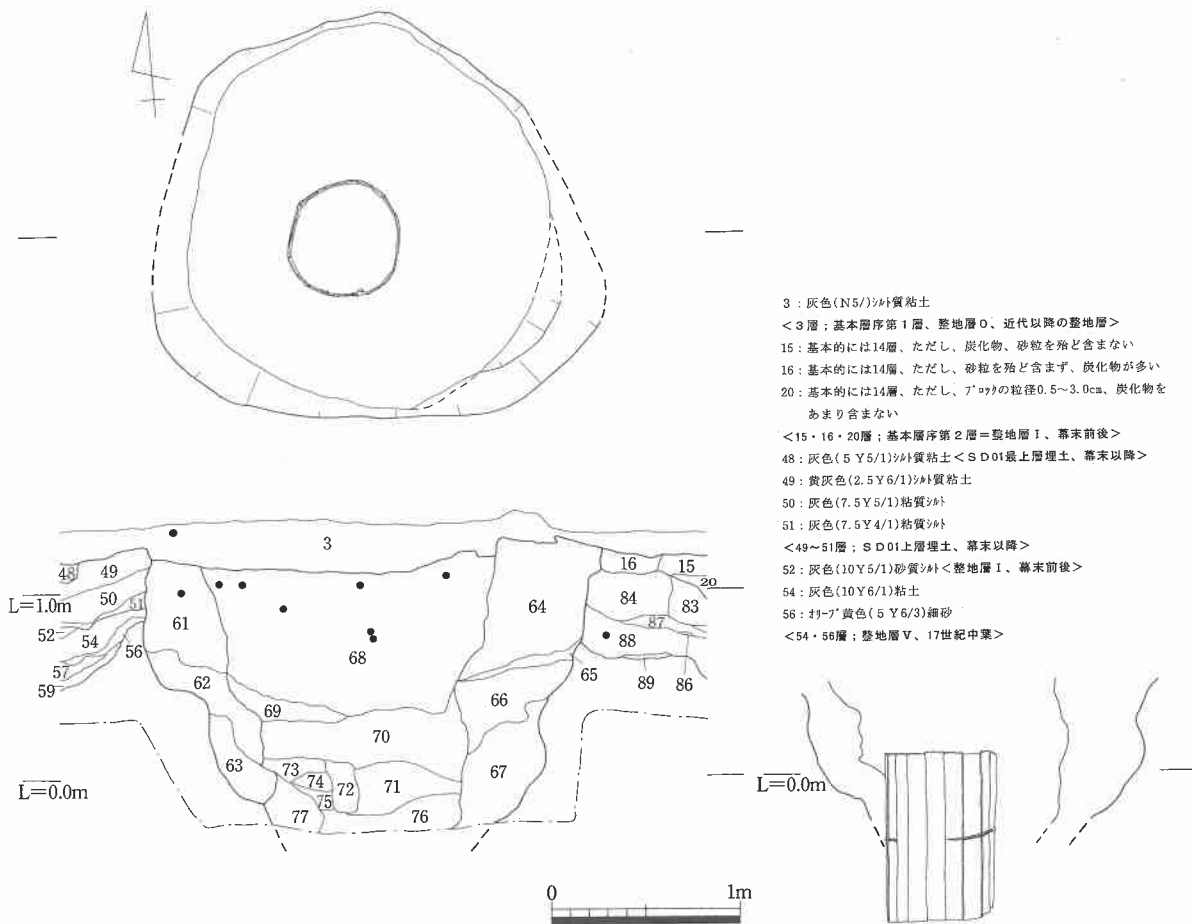 3：灰色(N5/)ｼﾙﾄ質粘土
<3層；基本層序第1層、整地層0、近代以降の整地層>
15：基本的には14層、ただし、炭化物、砂粒を殆ど含まない
16：基本的には14層、ただし、砂粒を殆ど含まず、炭化物が多い
20：基本的には14層、ただし、ﾌﾞﾛｯｸの粒径0.5～3.0cm、炭化物を
あまり含まない
<15・16・20層；基本層序第2層=整地層Ⅰ、幕末前後>
48：灰色(5Y5/1)ｼﾙﾄ質粘土<SD01最上層埋土、幕末以降>
49：黄灰色(2.5Y6/1)ｼﾙﾄ質粘土
50：灰色(7.5Y5/1)粘質ｼﾙﾄ
51：灰色(7.5Y4/1)粘質ｼﾙﾄ
<49～51層；SD01上層埋土、幕末以降>
52：灰色(10Y5/1)砂質ｼﾙﾄ<整地層Ⅰ、幕末前後>
54：灰色(10Y6/1)粘土
56：ｵﾘｰﾌﾞ黄色(5Y6/3)細砂
<54・56層；整地層Ⅴ、17世紀中葉>
3
48 49 16 15
20
50 51 84 83
L=1.0m
61 64
52 54 56 87
88
68
57 62 65 89 86
59 66
69
70
63 73 74 72 71 67
75
77 76
L=0.0m
L=0.0m
0 1m